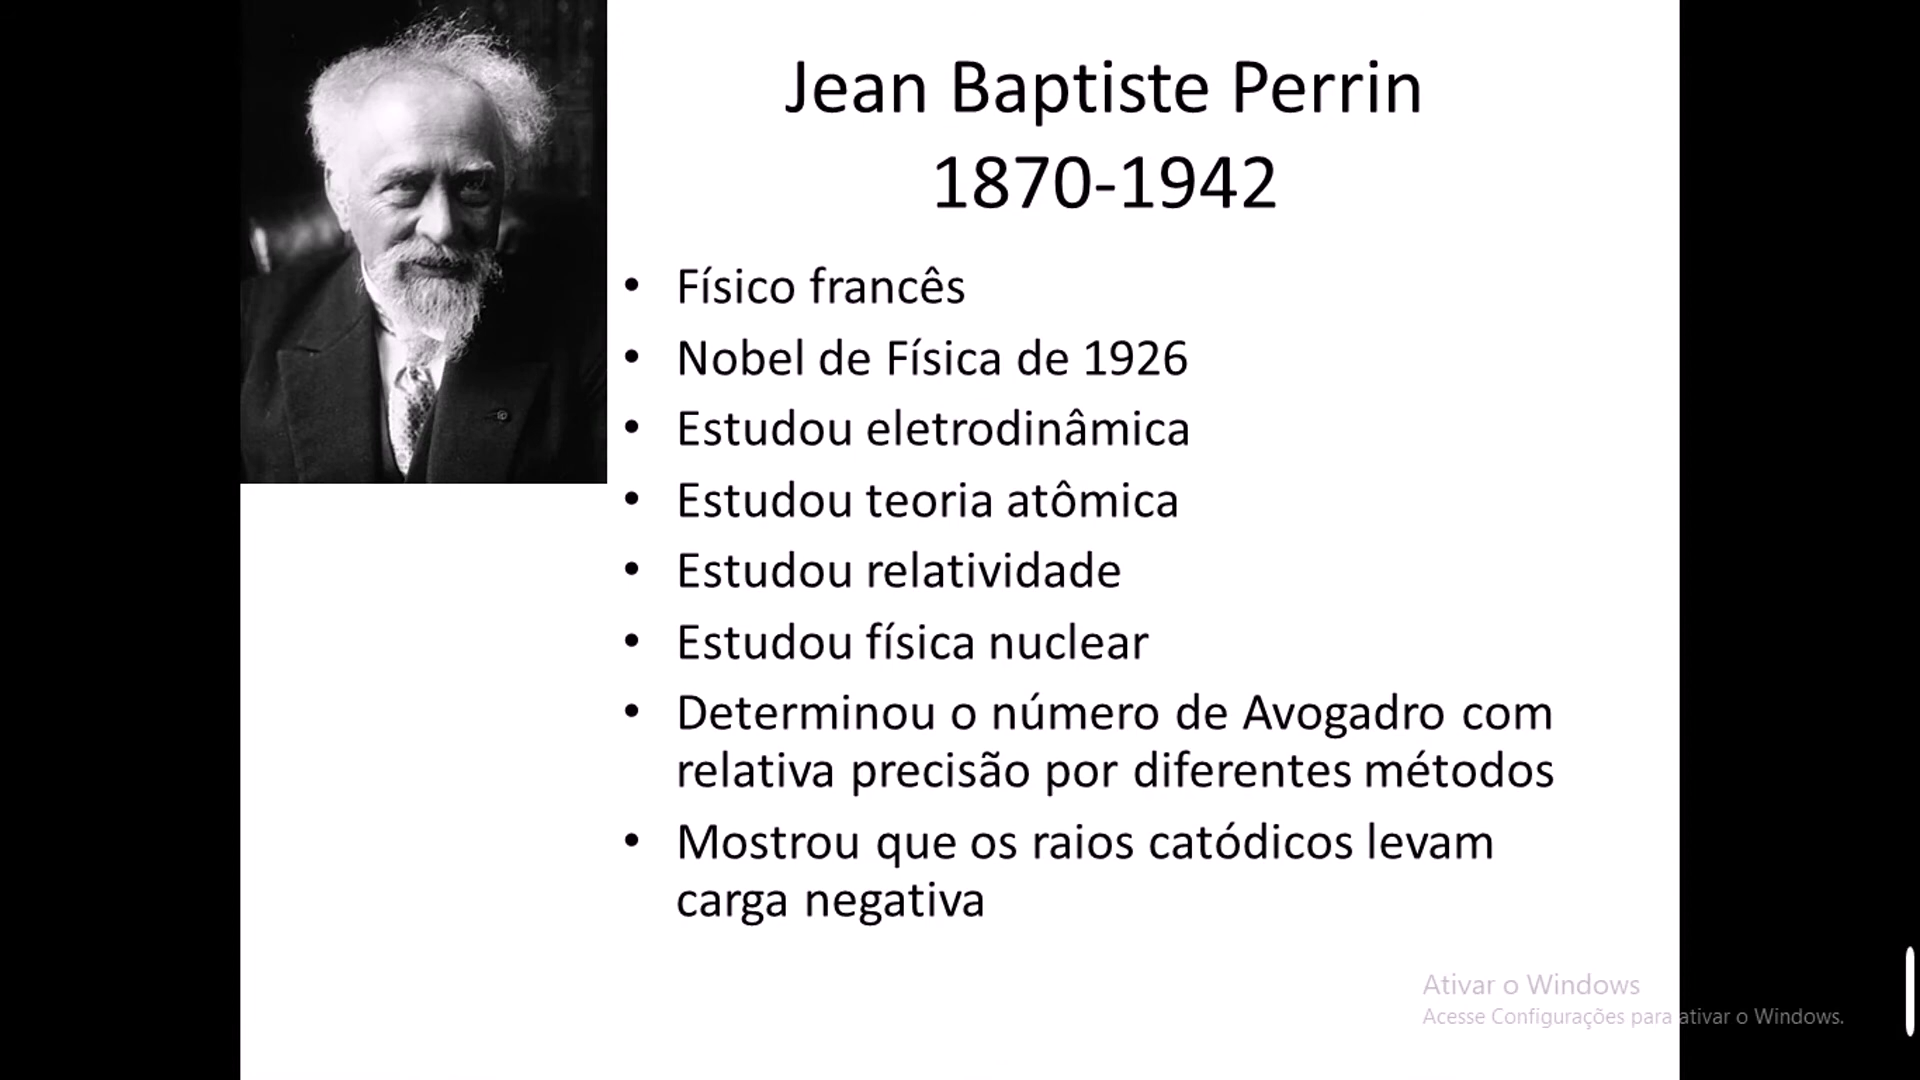 Jean Baptiste Perrin
1870-1942
• Físico francês
• Nobel de Física de 1926
• Estudou eletrodinâmica
• Estudou teoria atômica
• Estudou relatividade
• Estudou física nuclear
• Determinou o número de Avogadro com
relativa precisão por diferentes métodos
• Mostrou que os raios catódicos levam
carga negativa
Ativar o Windows
Acesse Configurações para ativar o Windows.